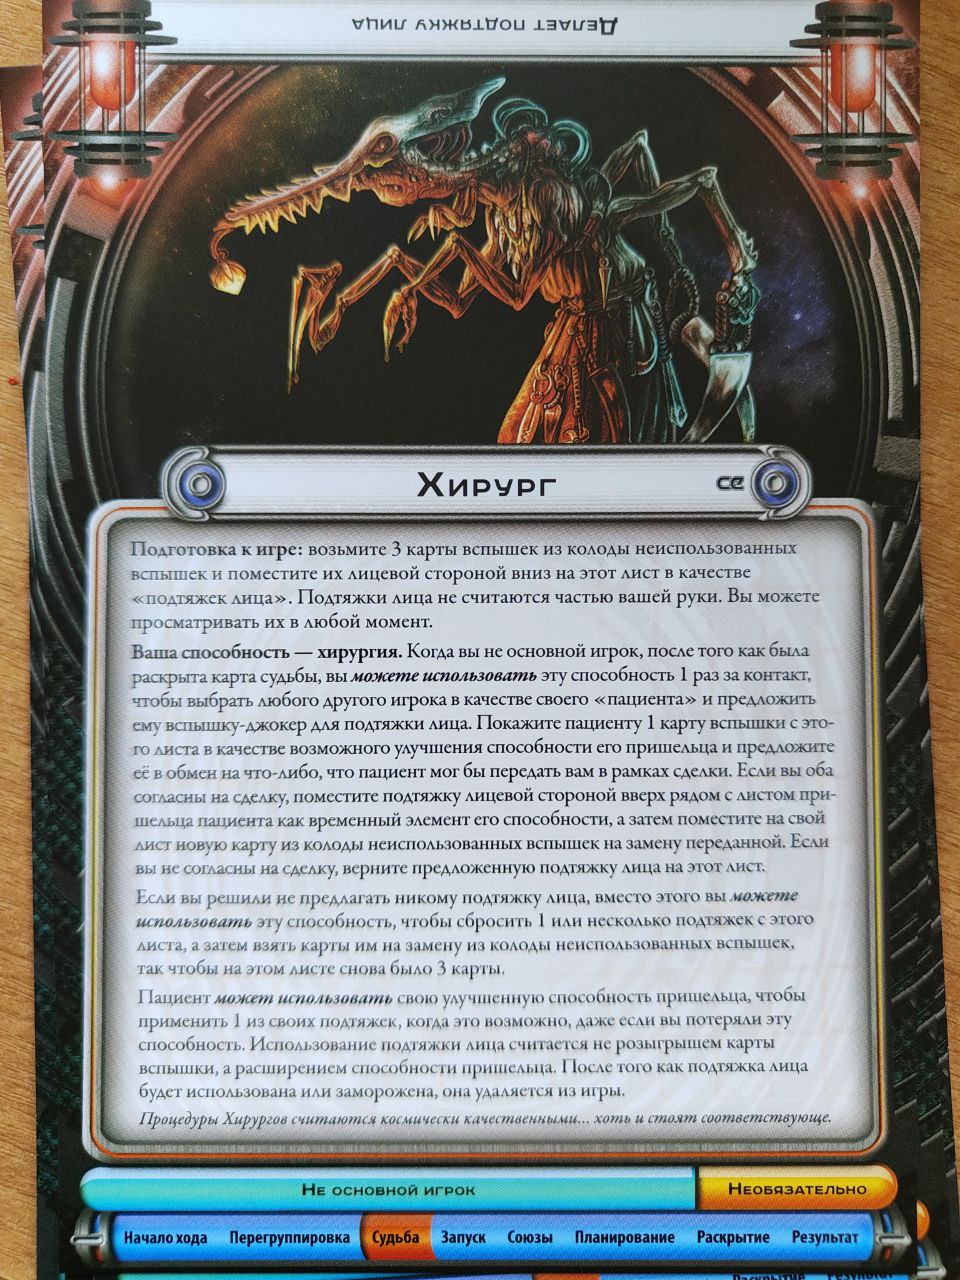 Делает подтяжку лица
Хирург
ce
Подготовка к игре: возьмите 3 карты вспышек из колоды неиспользованных
вспышек и поместите их лицевой стороной вниз на этот лист в качестве
«подтяжек лица». Подтяжки лица не считаются частью вашей руки. Вы можете
просматривать их в любой момент.
Ваша способность — хирургия. Когда вы не основной игрок, после того как была
раскрыта карта судьбы, вы можете использовать эту способность 1 раз за контакт,
чтобы выбрать любого другого игрока в качестве своего «пациента» и предложить
ему вспышку-джокер для подтяжки лица. Покажите пациенту 1 карту вспышки с это-
го листа в качестве возможного улучшения способности его пришельца и предложите
её в обмен на что-либо, что пациент мог бы передать вам в рамках сделки. Если вы оба
согласны на сделку, поместите подтяжку лицевой стороной вверх рядом с листом при-
шельца пациента как временный элемент его способности, а затем поместите на свой
лист новую карту из колоды неиспользованных вспышек на замену переданной. Если
вы не согласны на сделку, верните предложенную подтяжку лица на этот лист.
Если вы решили не предлагать никому подтяжку лица, вместо этого вы можете
использовать эту способность, чтобы сбросить 1 или несколько подтяжек с этого
листа, а затем взять карты им на замену из колоды неиспользованных вспышек,
так чтобы на этом листе снова было 3 карты.
Пациент может использовать свою улучшенную способность пришельца, чтобы
применить 1 из своих подтяжек, когда это возможно, даже если вы потеряли эту
способность. Использование подтяжки лица считается не розыгрышем карты
вспышки, а расширением способности пришельца. После того как подтяжка лица
будет использована или заморожена, она удаляется из игры.
Процедуры Хирургов считаются космически качественными... хоть и стоят соответствующе.
Не основной игрок Необязательно
Начало хода Перегруппировка Судьба Запуск Союзы Планирование Раскрытие Результат
Раскрытие Результат